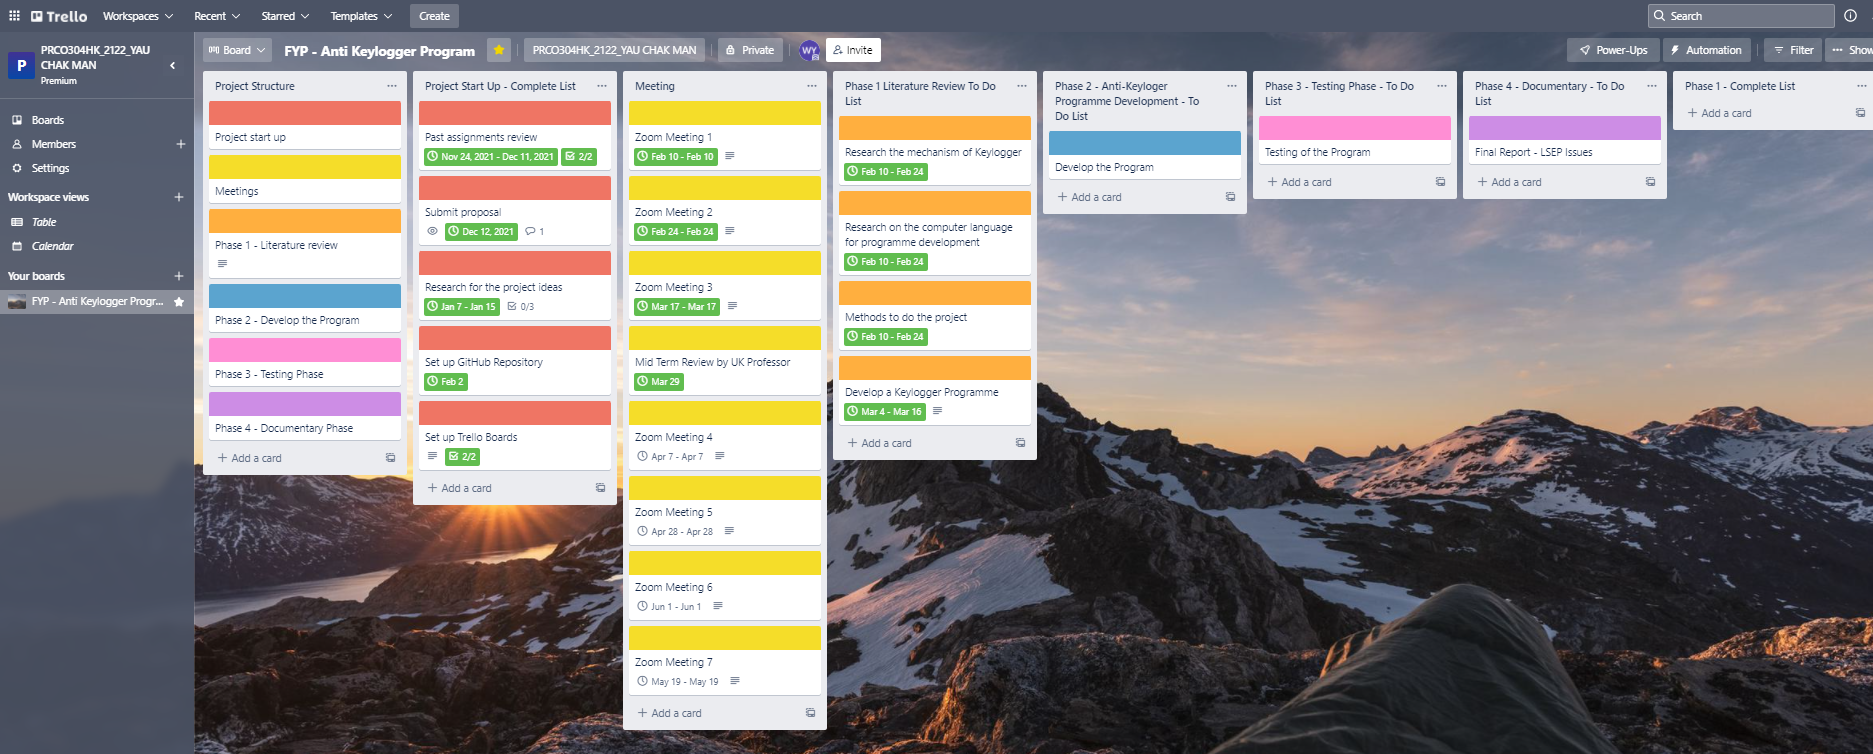 Trello
Workspaces
Recent
Starred
Templates
Create
Search
P
PRCO304HK_2122_YAU
CHAK MAN
Premium
Boards
Members
Settings
Workspace views
Table
Calendar
Your boards
FYP - Anti Keylogger Progr...
Board
FYP - Anti Keylogger Program
PRCO304HK_2122_YAU CHAK MAN
Private
WY
Invite
Power-Ups
Automation
Filter
Show
Project Structure
Project start up
Meetings
Phase 1 - Literature review
Phase 2 - Develop the Program
Phase 3 - Testing Phase
Phase 4 - Documentary Phase
+ Add a card
Project Start Up - Complete List
Past assignments review
Nov 24, 2021 - Dec 11, 2021 2/2
Submit proposal
Dec 12, 2021 1
Research for the project ideas
Jan 7 - Jan 15 0/3
Set up GitHub Repository
Feb 2
Set up Trello Boards
2/2
+ Add a card
Meeting
Zoom Meeting 1
Feb 10 - Feb 10
Zoom Meeting 2
Feb 24 - Feb 24
Zoom Meeting 3
Mar 17 - Mar 17
Mid Term Review by UK Professor
Mar 29
Zoom Meeting 4
Apr 7 - Apr 7
Zoom Meeting 5
Apr 28 - Apr 28
Zoom Meeting 6
Jun 1 - Jun 1
Zoom Meeting 7
May 19 - May 19
+ Add a card
Phase 1 Literature Review To Do
List
Research the mechanism of Keylogger
Feb 10 - Feb 24
Research on the computer language
for programme development
Feb 10 - Feb 24
Methods to do the project
Feb 10 - Feb 24
Develop a Keylogger Programme
Mar 4 - Mar 16
+ Add a card
Phase 2 - Anti-Keyloger
Programme Development - To
Do List
Develop the Program
+ Add a card
Phase 3 - Testing Phase - To Do
List
Testing of the Program
+ Add a card
Phase 4 - Documentary - To Do
List
Final Report - LSEP Issues
+ Add a card
Phase 1 - Complete List
+ Add a card